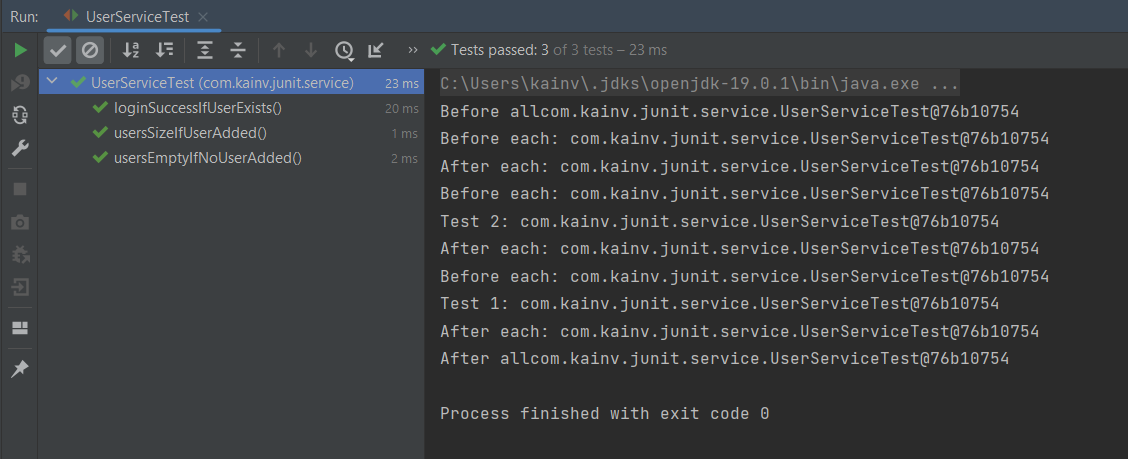 Run: UserServiceTest
Tests passed: 3 of 3 tests – 23 ms
UserServiceTest (com.kainv.junit.service) 23 ms
loginSuccessIfUserExists() 20 ms
usersSizeIfUserAdded() 1 ms
usersEmptyIfNoUserAdded() 2 ms
C:\Users\kainv\.jdks\openjdk-19.0.1\bin\java.exe ...
Before allcom.kainv.junit.service.UserServiceTest@76b10754
Before each: com.kainv.junit.service.UserServiceTest@76b10754
After each: com.kainv.junit.service.UserServiceTest@76b10754
Before each: com.kainv.junit.service.UserServiceTest@76b10754
Test 2: com.kainv.junit.service.UserServiceTest@76b10754
After each: com.kainv.junit.service.UserServiceTest@76b10754
Before each: com.kainv.junit.service.UserServiceTest@76b10754
Test 1: com.kainv.junit.service.UserServiceTest@76b10754
After each: com.kainv.junit.service.UserServiceTest@76b10754
After allcom.kainv.junit.service.UserServiceTest@76b10754
Process finished with exit code 0